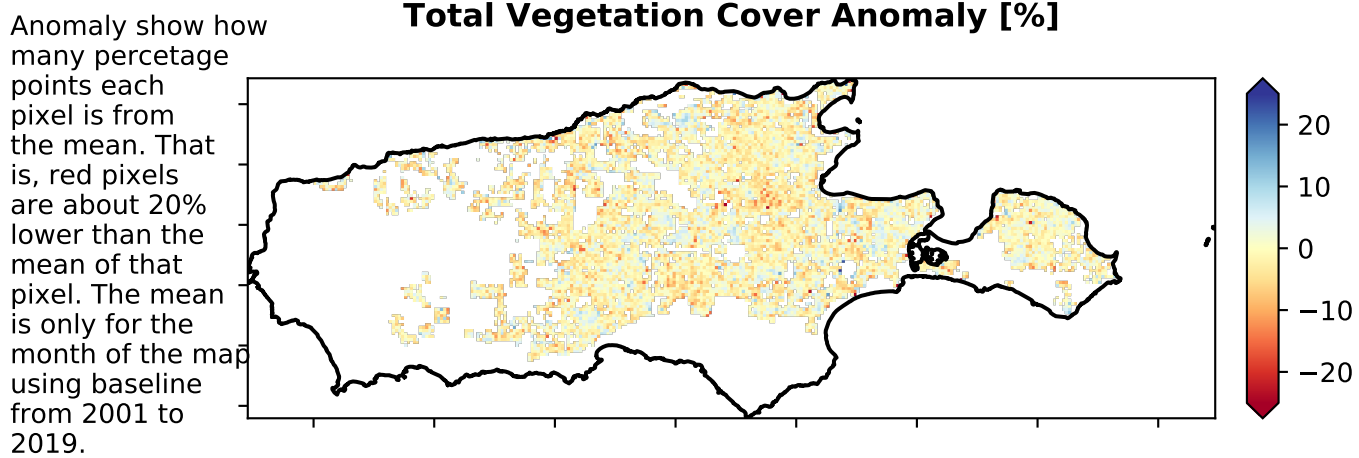 Total Vegetation Cover Anomaly [%]
Anomaly show how
many percetage
points each
pixel is from
the mean. That
is, red pixels
are about 20%
lower than the
mean of that
pixel. The mean
is only for the
month of the map
using baseline
from 2001 to
2019.
20
10
0
−10
−20